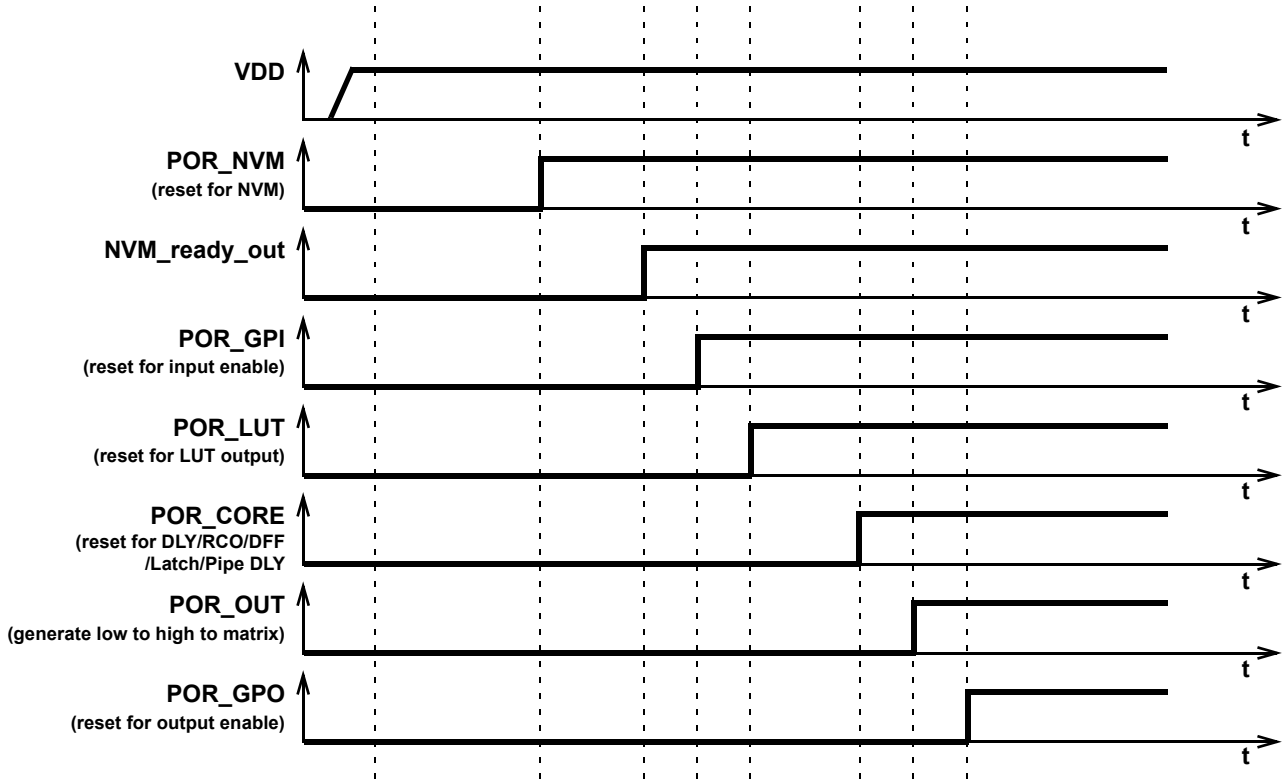 VDD
t
POR_NVM
(reset for NVM)
t
NVM_ready_out
t
POR_GPI
(reset for input enable)
t
POR_LUT
(reset for LUT output)
t
POR_CORE
(reset for DLY/RCO/DFF
/Latch/Pipe DLY
t
POR_OUT
(generate low to high to matrix)
t
POR_GPO
(reset for output enable)
t